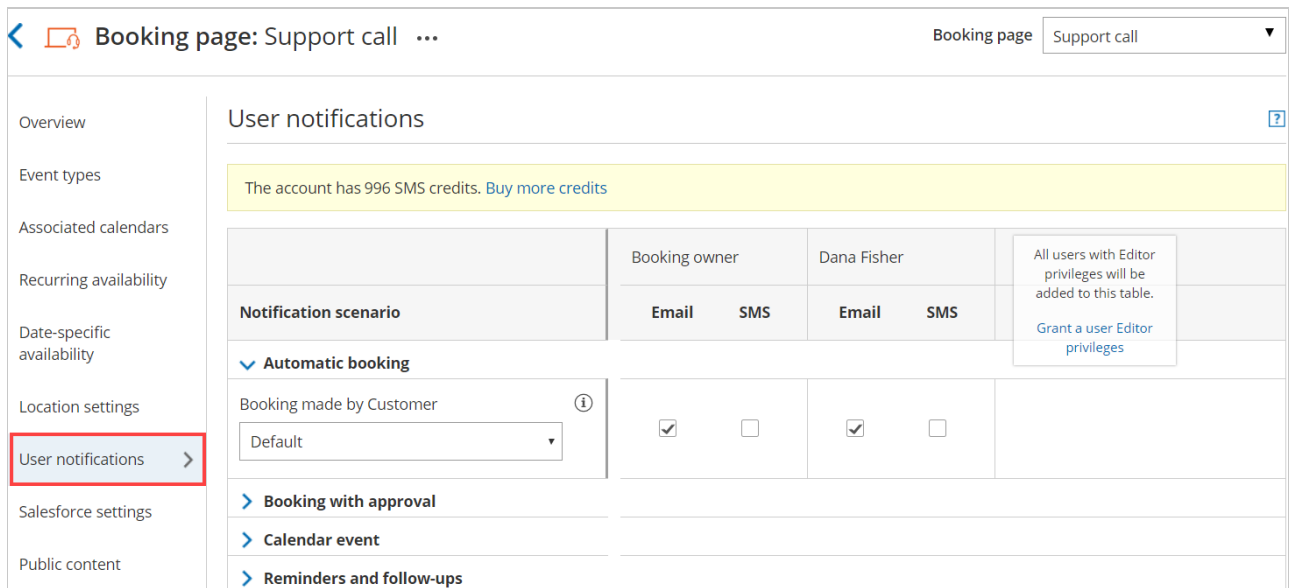 Booking page: Support call ...
Booking page
Support call
Overview
Event types
Associated calendars
Recurring availability
Date-specific
availability
Location settings
User notifications
Salesforce settings
Public content
User notifications
?
The account has 996 SMS credits. Buy more credits
Booking owner
Dana Fisher
All users with Editor
privileges will be
added to this table.
Grant a user Editor
privileges
Notification scenario
Email
SMS
Email
SMS
Automatic booking
Booking made by Customer
i
Default
Booking with approval
Calendar event
Reminders and follow-ups